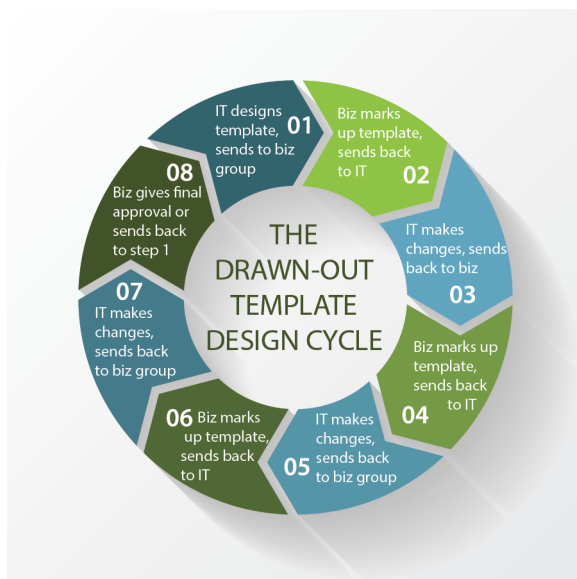 THE
DRAWN-OUT
TEMPLATE
DESIGN CYCLE
01
IT designs
template,
sends to biz
group
02
Biz marks
up template,
sends back
to IT
03
IT makes
changes, sends
back to biz
04
Biz marks up
template,
sends back
to IT
05
IT makes
changes,
sends back
to biz group
06
Biz marks
up template,
sends back
to IT
07
IT makes
changes,
sends back
to biz group
08
Biz gives final
approval or
sends back
to step 1